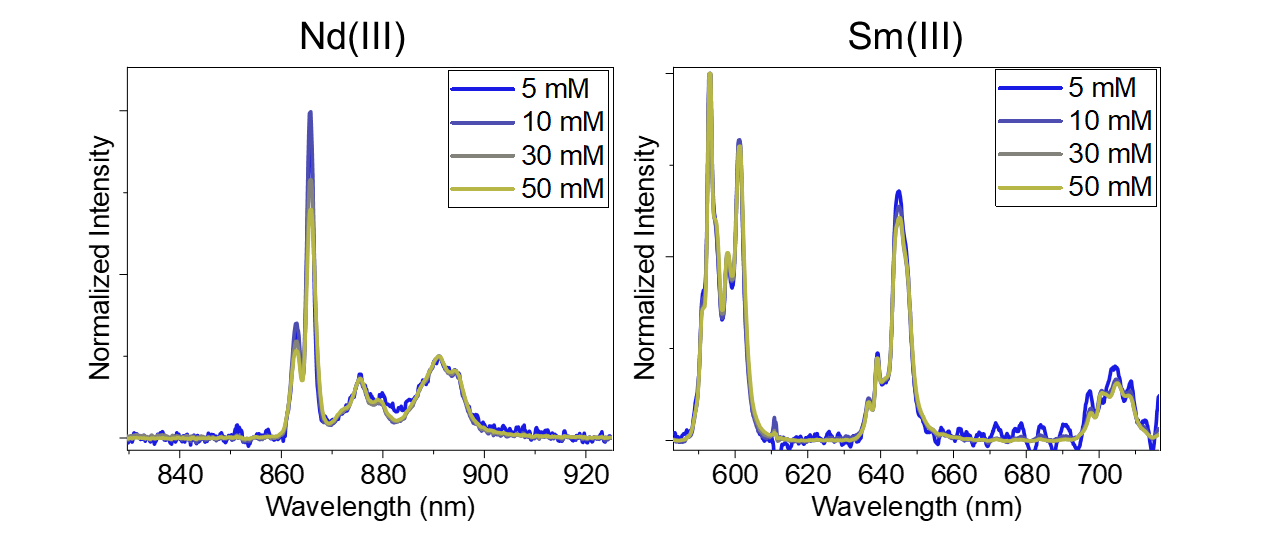 Nd(III)
Sm(III)
5 mM
10 mM
30 mM
50 mM
Normalized Intensity
840 860 880 900 920
Wavelength (nm)
5 mM
10 mM
30 mM
50 mM
Normalized Intensity
600 620 640 660 680 700
Wavelength (nm)